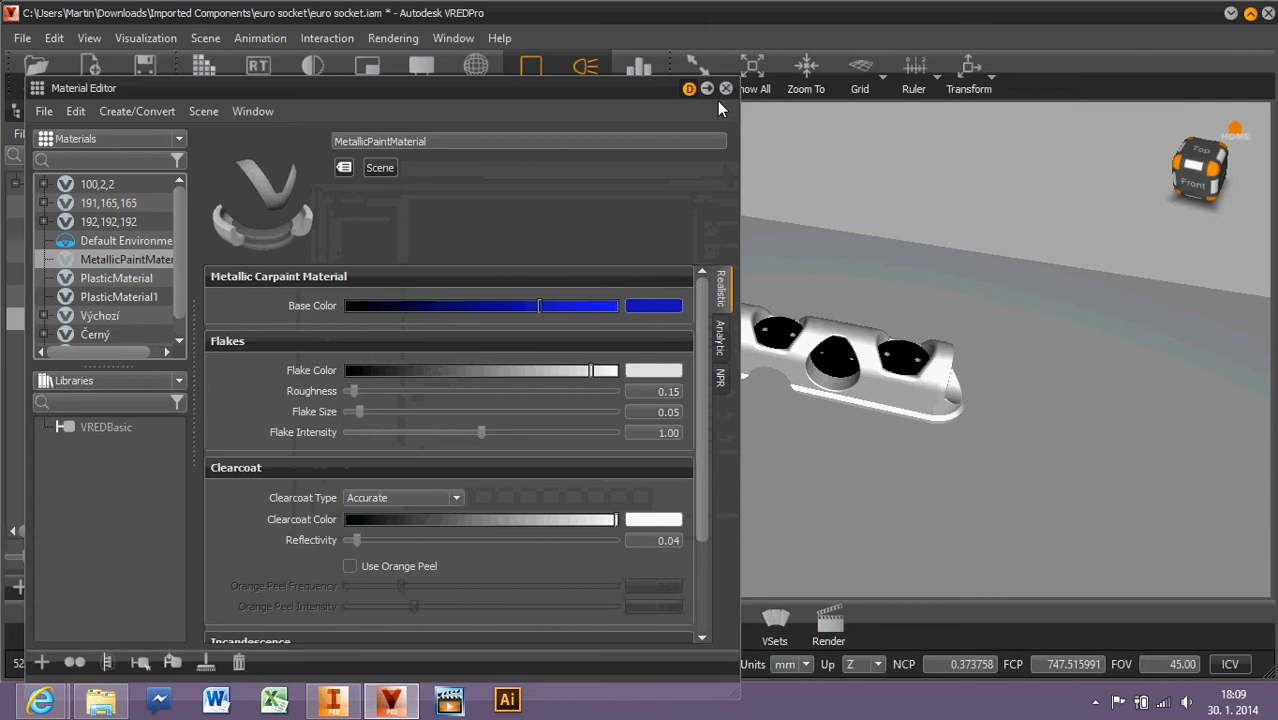 C:\Users\Martin\Downloads\Imported Components\euro socket\euro socket.iam * - Autodesk VREDPro
File Edit View Visualization Scene Animation Interaction Rendering Window Help
RT
Show All Zoom To Grid Ruler Transform
Material Editor
D
File Edit Create/Convert Scene Window
Fi
Materials
MetallicPaintMaterial
Scene
100,2,2
191,165,165
192,192,192
Default Environme
MetallicPaintMater
PlasticMaterial
PlasticMaterial1
Výchozí
Černý
Libraries
VREDBasic
Metallic Carpaint Material
Base Color
Flakes
Flake Color
Roughness 0.15
Flake Size 0.05
Flake Intensity 1.00
Clearcoat
Clearcoat Type Accurate
Clearcoat Color
Reflectivity 0.04
Use Orange Peel
Orange Peel Frequency
Orange Peel Intensity
Incandescence
Realistic
Analytic
NPR
HOME
Top
Front
VSets Render
52
Units mm Up Z NCP 0.373758 FCP 747.515991 FOV 45.00 ICV
Ai
18:09
30. 1. 2014